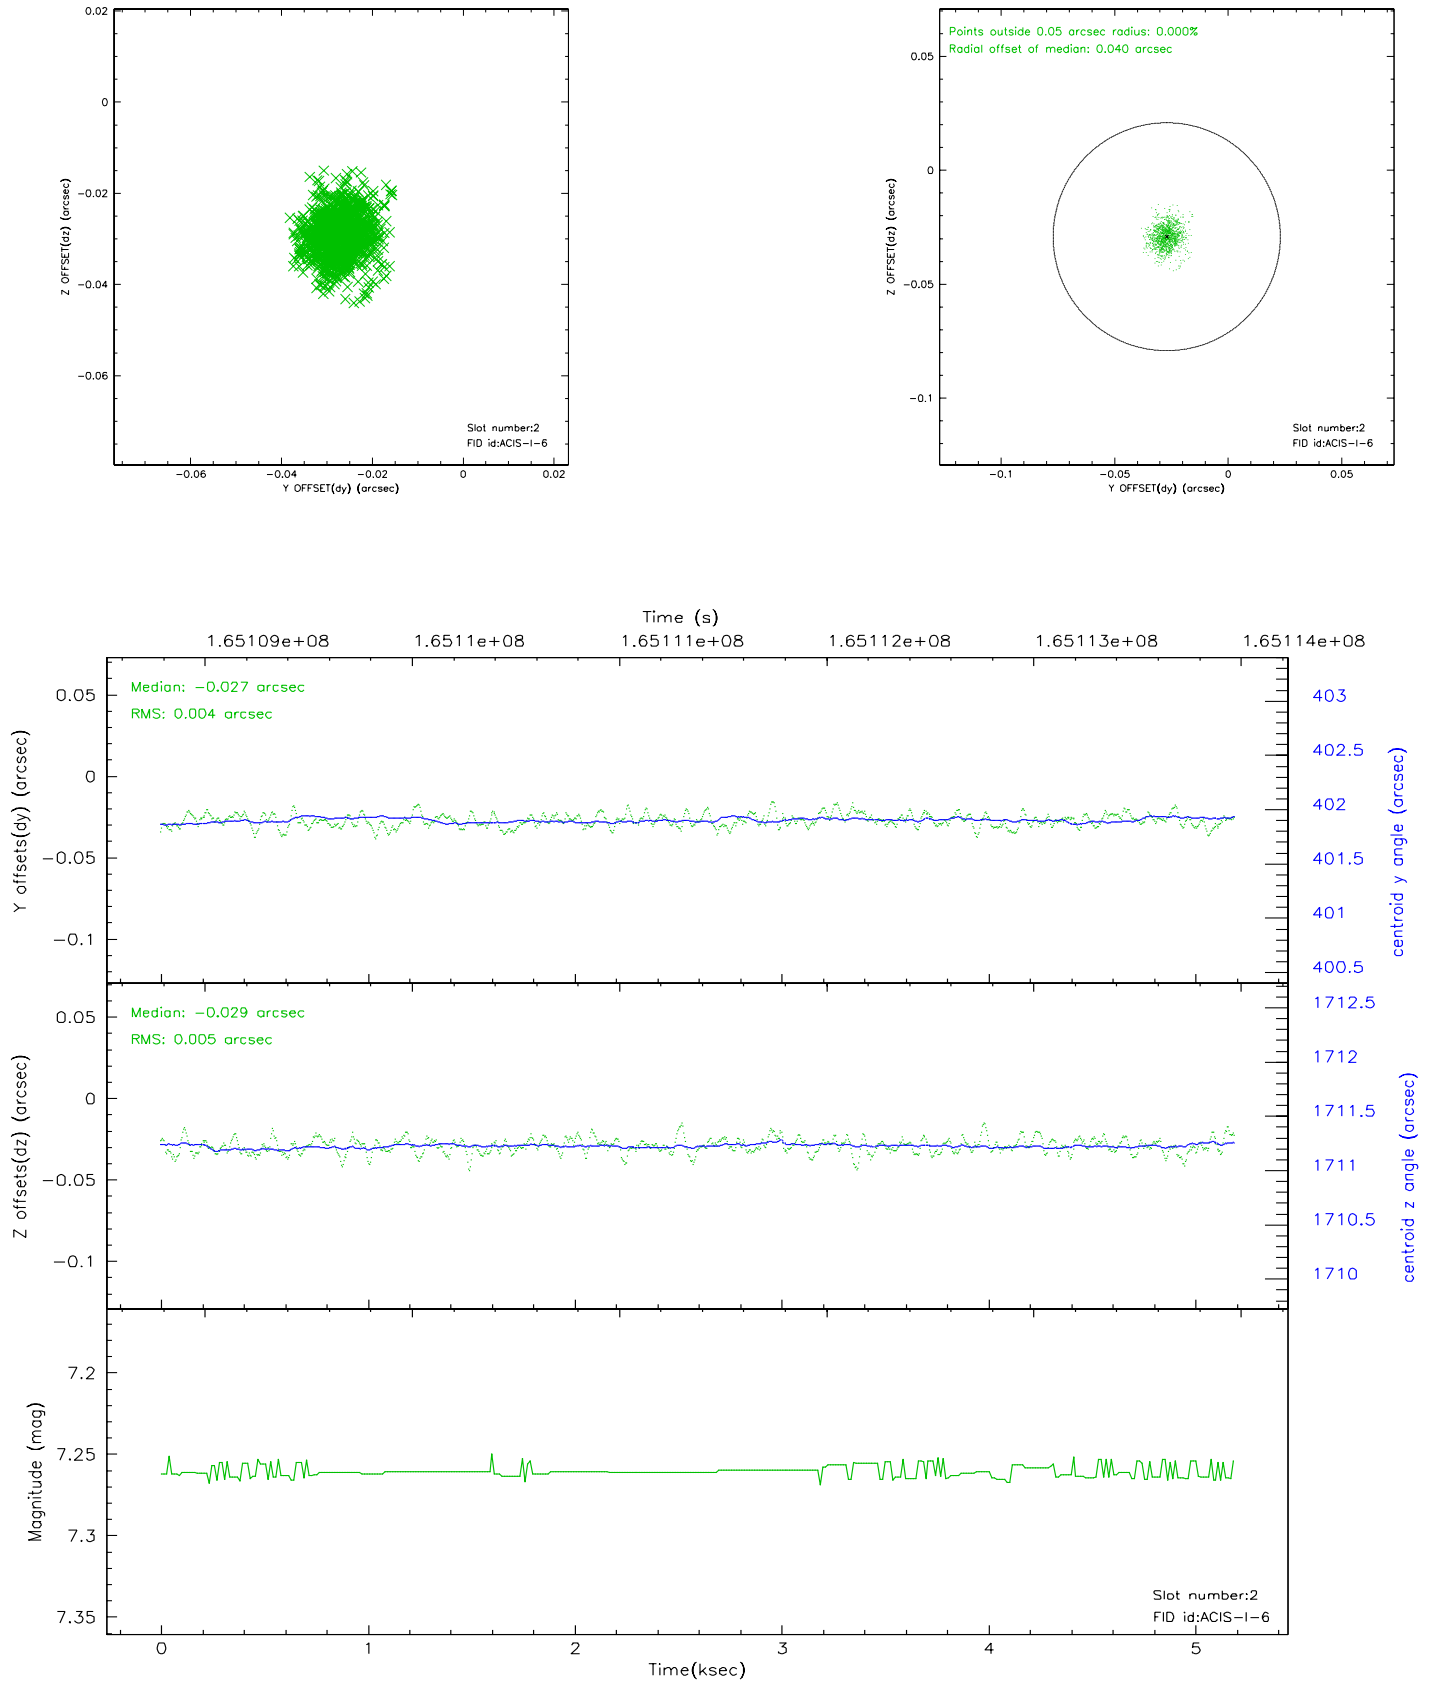 0.02
0
−0.02
−0.04
−0.06
Z OFFSET(dz) (arcsec)
Slot number:2
FID id:ACIS−I−6
−0.06
−0.04
−0.02
0
0.02
Y OFFSET(dy) (arcsec)
Points outside 0.05 arcsec radius: 0.000%
Radial offset of median: 0.040 arcsec
0.05
0
−0.05
−0.1
Z OFFSET(dz) (arcsec)
Slot number:2
FID id:ACIS−I−6
−0.1
−0.05
0
0.05
Y OFFSET(dy) (arcsec)
Time (s)
1.65109e+08
1.6511e+08
1.65111e+08
1.65112e+08
1.65113e+08
1.65114e+08
Median: −0.027 arcsec
RMS: 0.004 arcsec
0.05
0
−0.05
−0.1
Y offsets(dy) (arcsec)
403
402.5
402
401.5
401
400.5
centroid y angle (arcsec)
Median: −0.029 arcsec
RMS: 0.005 arcsec
0.05
0
−0.05
−0.1
Z offsets(dz) (arcsec)
1712.5
1712
1711.5
1711
1710.5
1710
centroid z angle (arcsec)
7.2
7.25
7.3
7.35
Magnitude (mag)
Slot number:2
FID id:ACIS−I−6
0
1
2
3
4
5
Time(ksec)